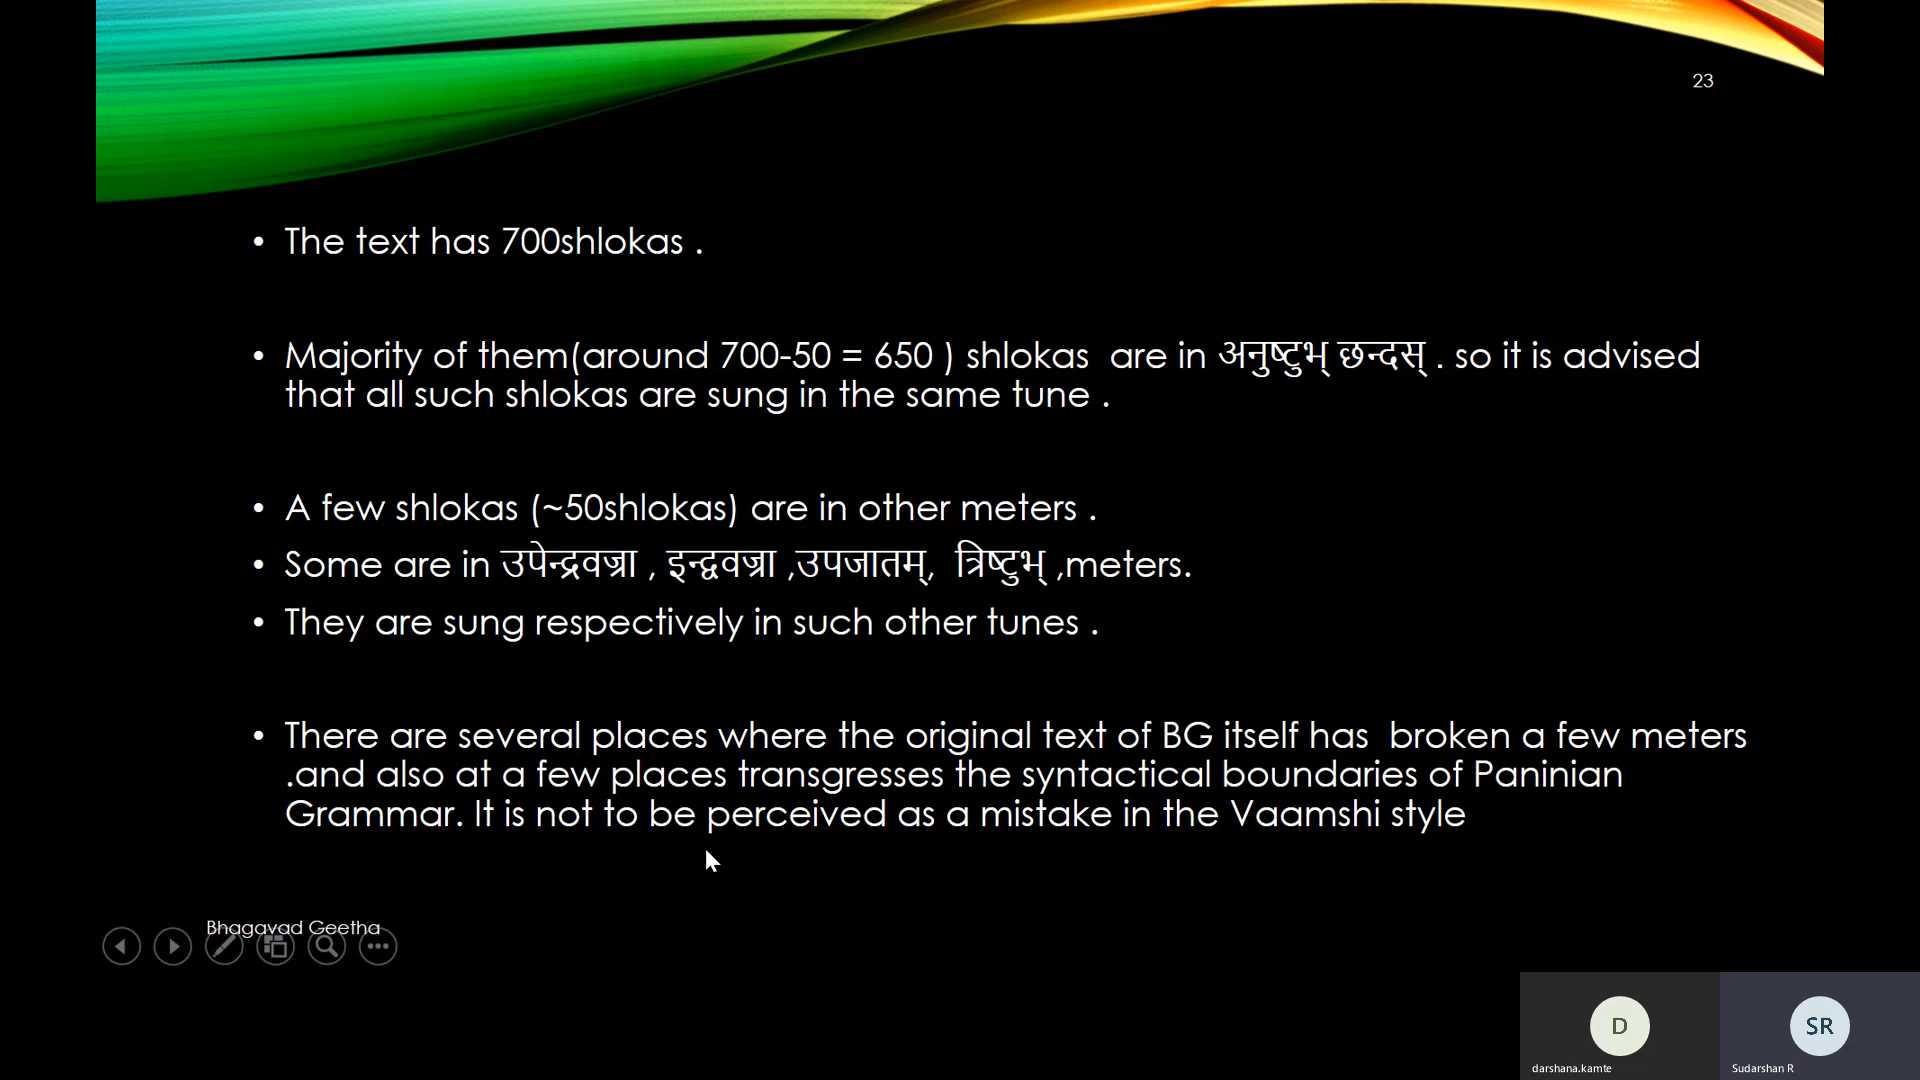 23
• The text has 700shlokas .
• Majority of them(around 700-50 = 650 ) shlokas  are in अनुष्टुभ् छन्दस् . so it is advised
that all such shlokas are sung in the same tune .
• A few shlokas (~50shlokas) are in other meters .
• Some are in उपेन्द्रवज्रा , इन्द्ववज्रा ,उपजातम्,  त्रिष्टुभ् ,meters.
• They are sung respectively in such other tunes .
• There are several places where the original text of BG itself has  broken a few meters
.and also at a few places transgresses the syntactical boundaries of Paninian
Grammar. It is not to be perceived as a mistake in the Vaamshi style
Bhagavad Geetha
D
SR
darshana.kamte
Sudarshan R